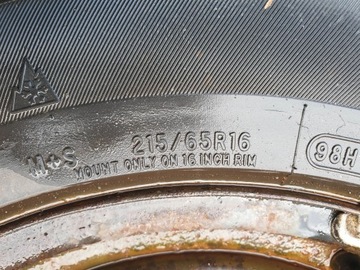 215/65R16
M+S
MOUNT ONLY ON 16 INCH RIM
98H